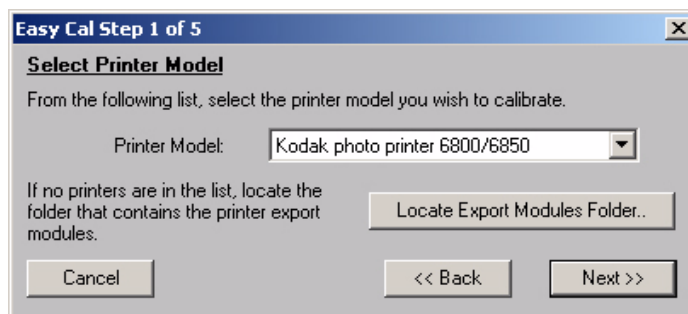 Easy Cal Step 1 of 5
Select Printer Model
From the following list, select the printer model you wish to calibrate.
Printer Model: Kodak photo printer 6800/6850
If no printers are in the list, locate the
folder that contains the printer export
modules.
Locate Export Modules Folder..
Cancel << Back Next >>